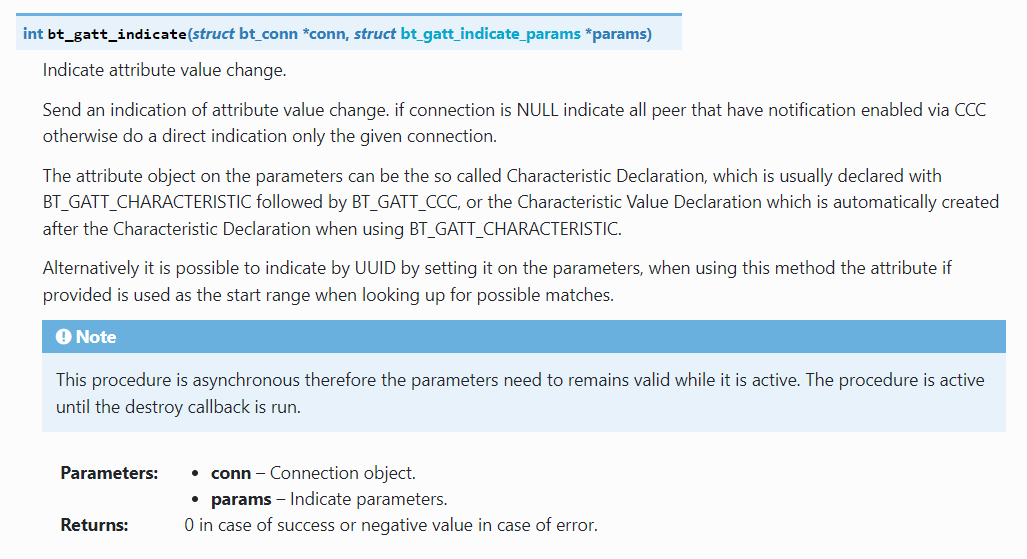 int bt_gatt_indicate(struct bt_conn *conn, struct bt_gatt_indicate_params *params)
Indicate attribute value change.
Send an indication of attribute value change. if connection is NULL indicate all peer that have notification enabled via CCC
otherwise do a direct indication only the given connection.
The attribute object on the parameters can be the so called Characteristic Declaration, which is usually declared with
BT_GATT_CHARACTERISTIC followed by BT_GATT_CCC, or the Characteristic Value Declaration which is automatically created
after the Characteristic Declaration when using BT_GATT_CHARACTERISTIC.
Alternatively it is possible to indicate by UUID by setting it on the parameters, when using this method the attribute if
provided is used as the start range when looking up for possible matches.
Note
This procedure is asynchronous therefore the parameters need to remains valid while it is active. The procedure is active
until the destroy callback is run.
Parameters: • conn – Connection object.
• params – Indicate parameters.
Returns: 0 in case of success or negative value in case of error.